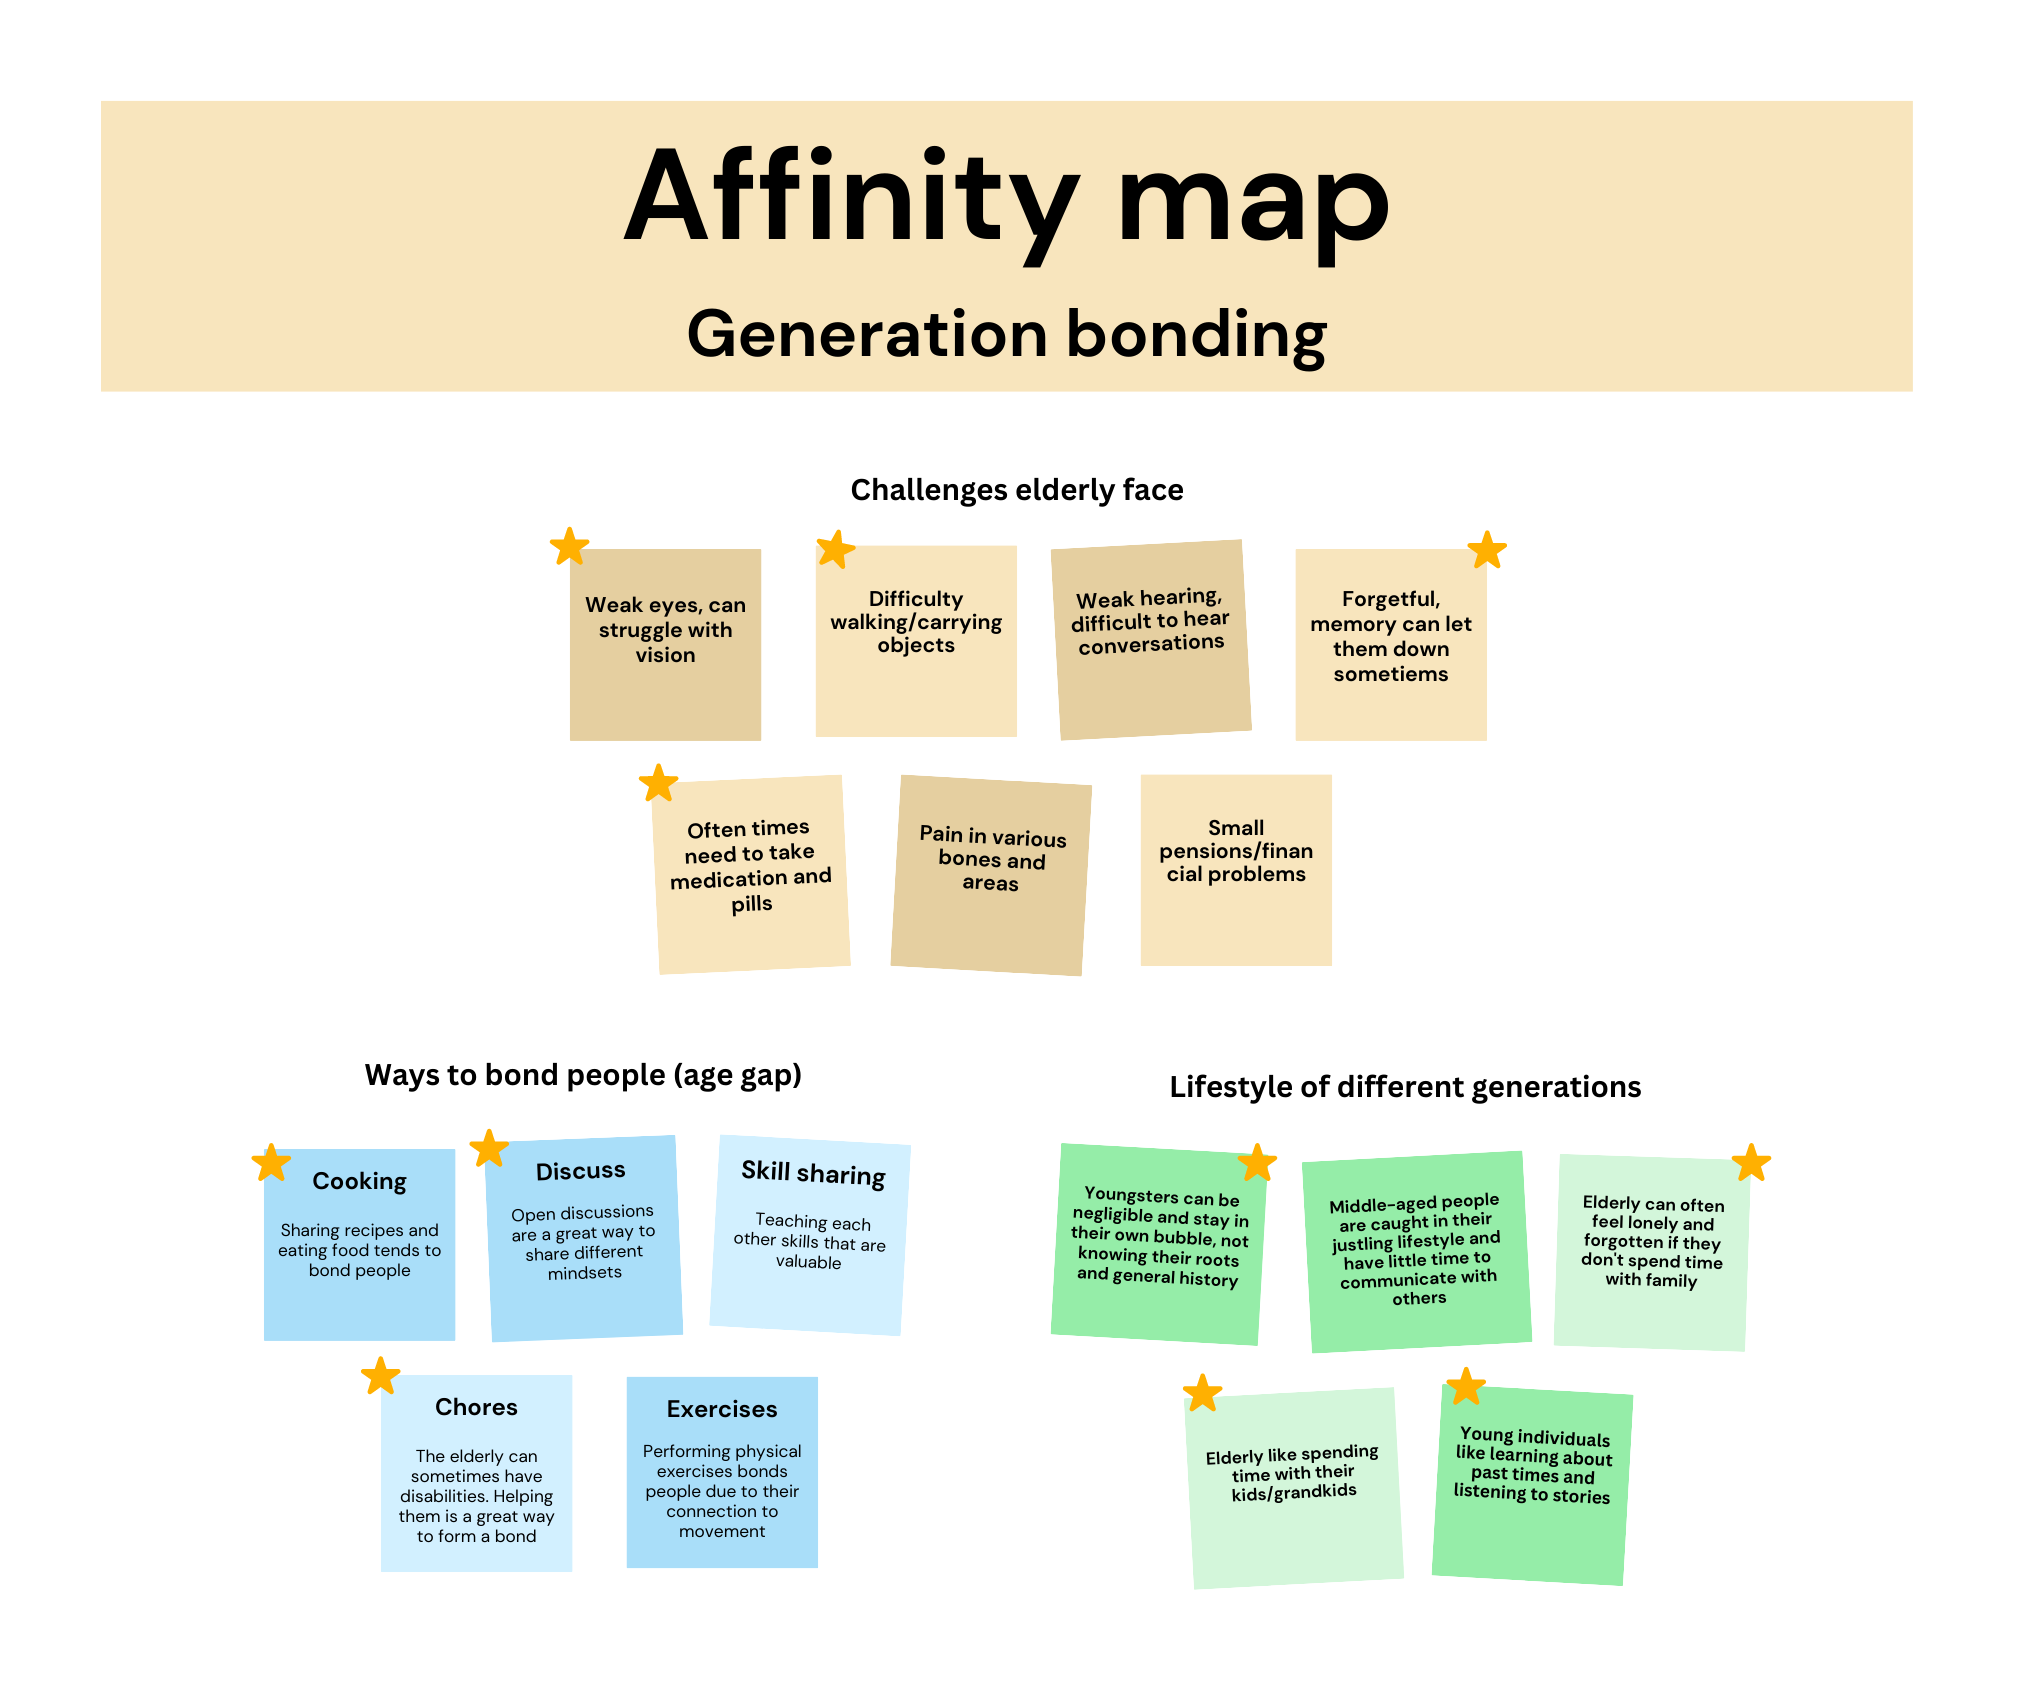 Affinity map
Generation bonding
Challenges elderly face
Weak eyes, can
struggle with
vision
Difficulty
walking/carrying
objects
Weak hearing,
difficult to hear
conversations
Forgetful,
memory can let
them down
sometiems
Often times
need to take
medication and
pills
Pain in various
bones and
areas
Small
pensions/finan
cial problems
Ways to bond people (age gap)
Cooking
Sharing recipes and
eating food tends to
bond people
Discuss
Open discussions
are a great way to
share different
mindsets
Skill sharing
Teaching each
other skills that are
valuable
Chores
The elderly can
sometimes have
disabilities. Helping
them is a great way
to form a bond
Exercises
Performing physical
exercises bonds
people due to their
connection to
movement
Lifestyle of different generations
Youngsters can be
negligible and stay in
their own bubble, not
knowing their roots
and general history
Middle-aged people
are caught in their
justling lifestyle and
have little time to
communicate with
others
Elderly can often
feel lonely and
forgotten if they
don't spend time
with family
Elderly like spending
time with their
kids/grandkids
Young individuals
like learning about
past times and
listening to stories